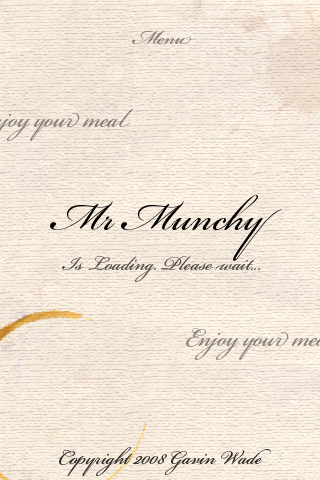 Menu
njoy your meal
Mr Munchy
Is Loading. Please wait...
Enjoy your mea
Copyright 2008 Gavin Wade